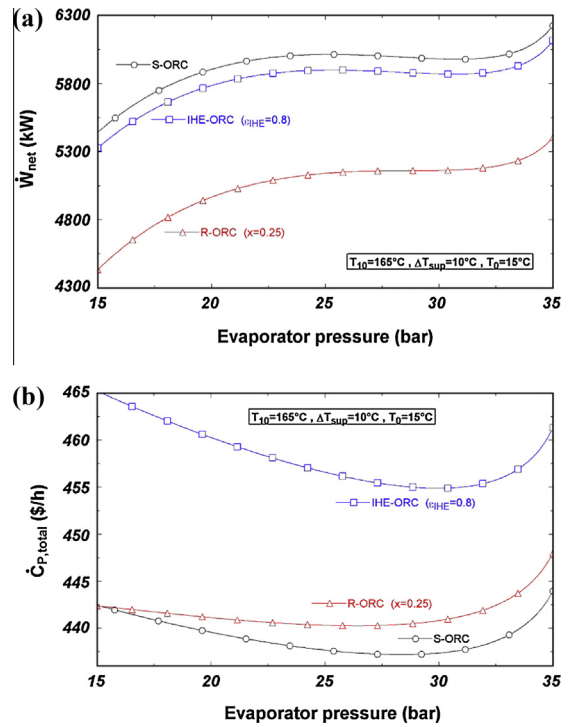 (a)
6300
5800
5300
4800
4300
Ẇnet (kW)
S-ORC
IHE-ORC (εIHE=0.8)
R-ORC (x=0.25)
T10=165°C , ΔTsup=10°C , T0=15°C
15 20 25 30 35
Evaporator pressure (bar)
(b)
465
460
455
450
445
440
ĊP,total ($/h)
T10=165°C , ΔTsup=10°C , T0=15°C
IHE-ORC (εIHE=0.8)
R-ORC (x=0.25)
S-ORC
15 20 25 30 35
Evaporator pressure (bar)